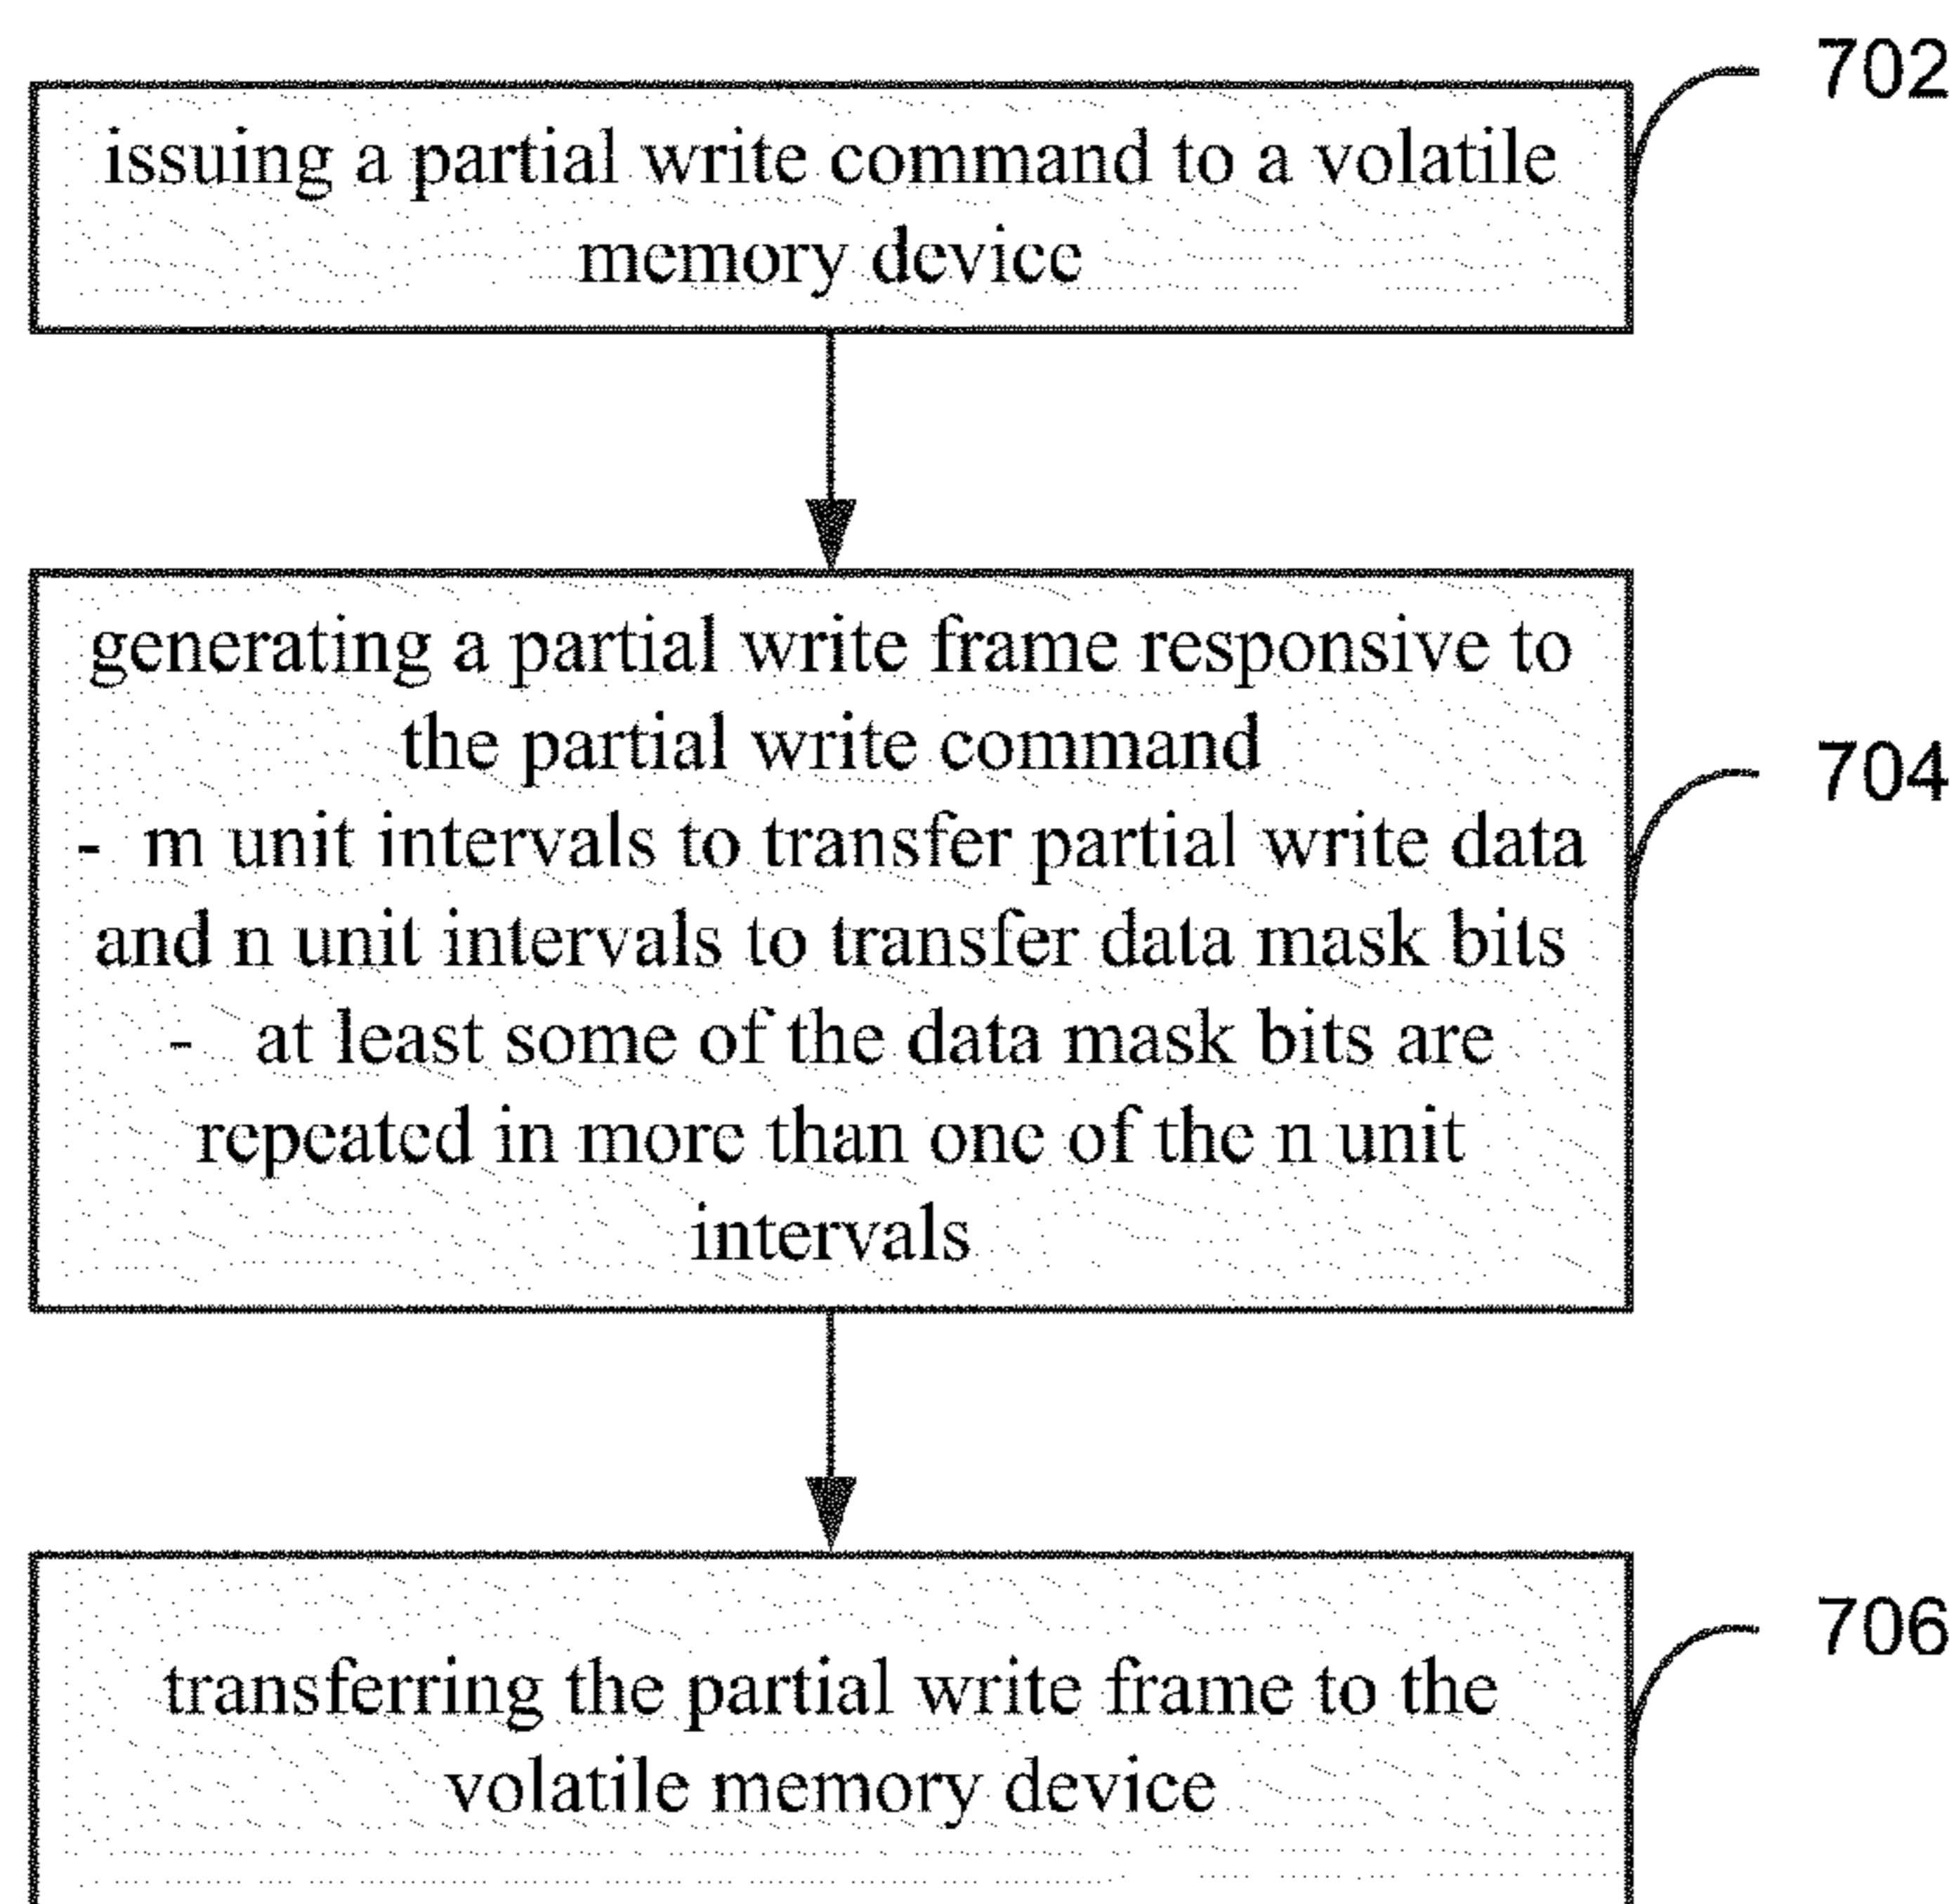 702
issuing a partial write command to a volatile
memory device
generating a partial write frame responsive to
the partial write command
704
- m unit intervals to transfer partial write data
and n unit intervals to transfer data mask bits
- at least some of the data mask bits are
repeated in more than one of the n unit
intervals
706
transferring the partial write frame to the
volatile memory device